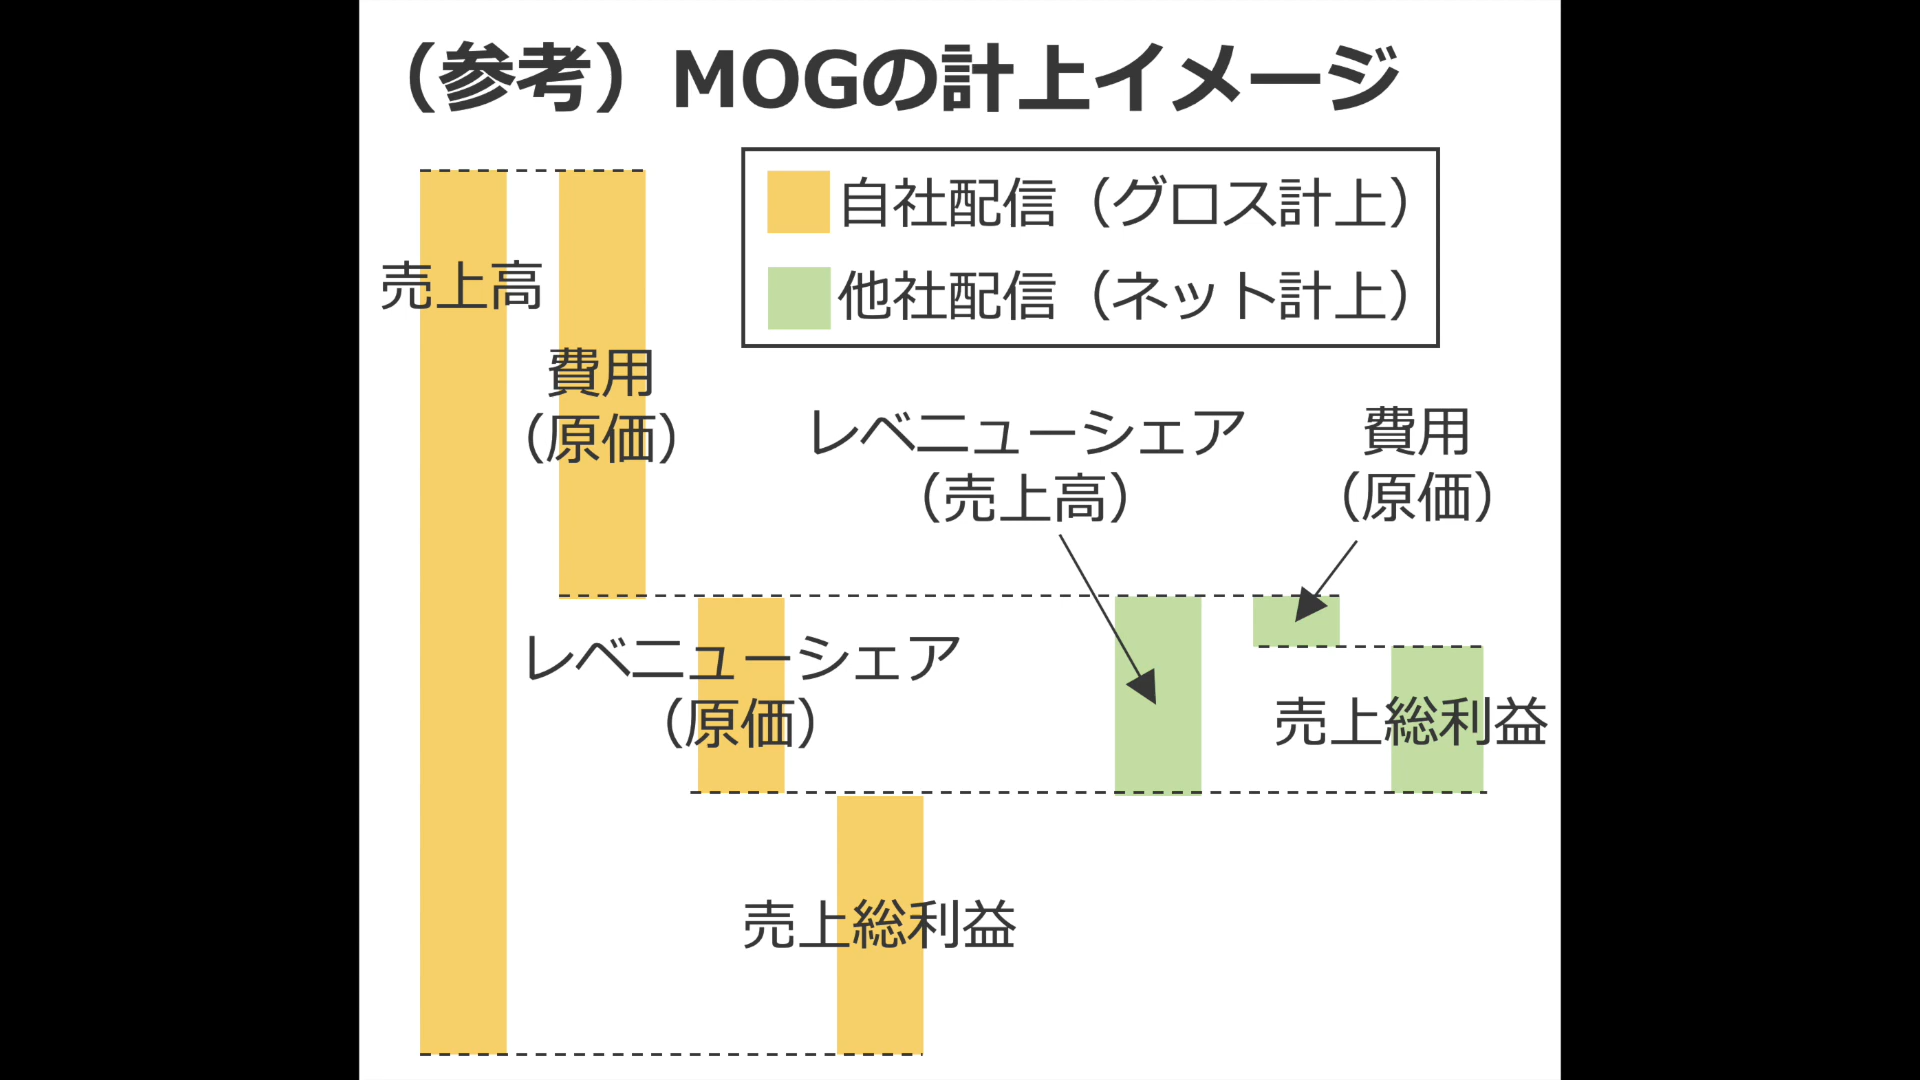 （参考）MOGの計上イメージ
自社配信（グロス計上）
他社配信（ネット計上）
売上高
費用
（原価）
レベニューシェア
（売上高）
費用
（原価）
レベニューシェア
（原価）
売上総利益
売上総利益